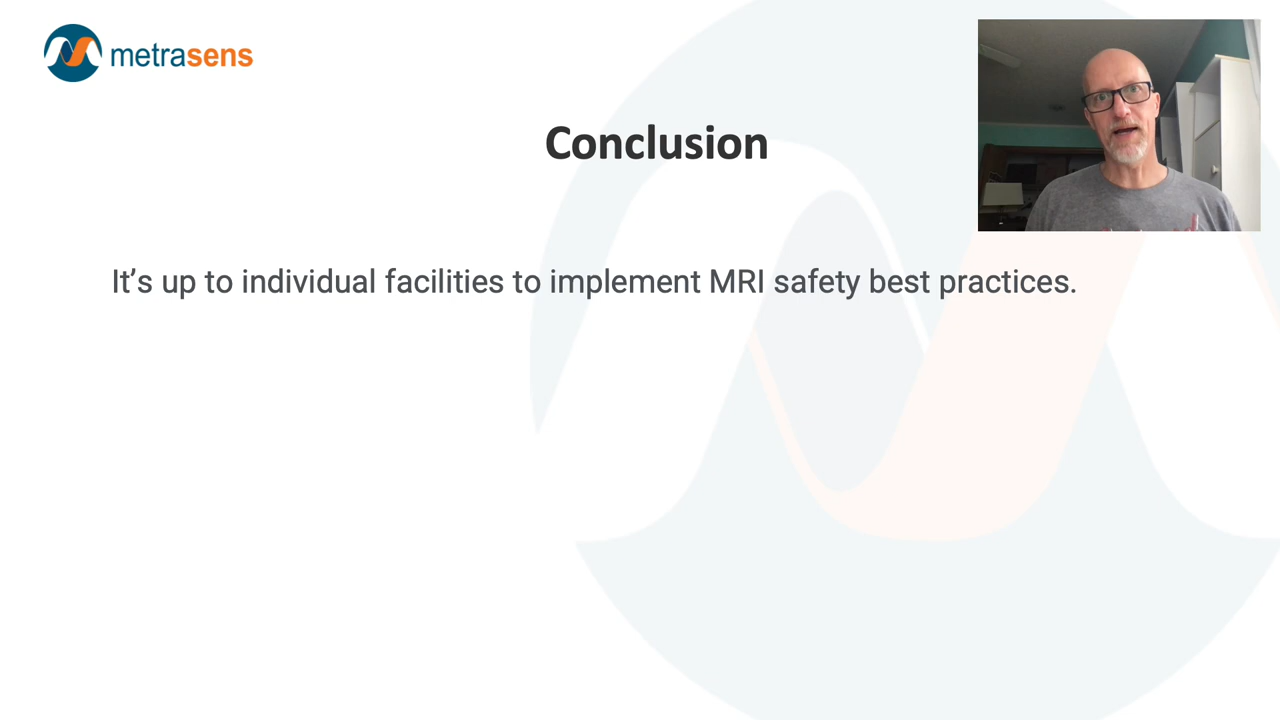 metrasens
Conclusion
It’s up to individual facilities to implement MRI safety best practices.